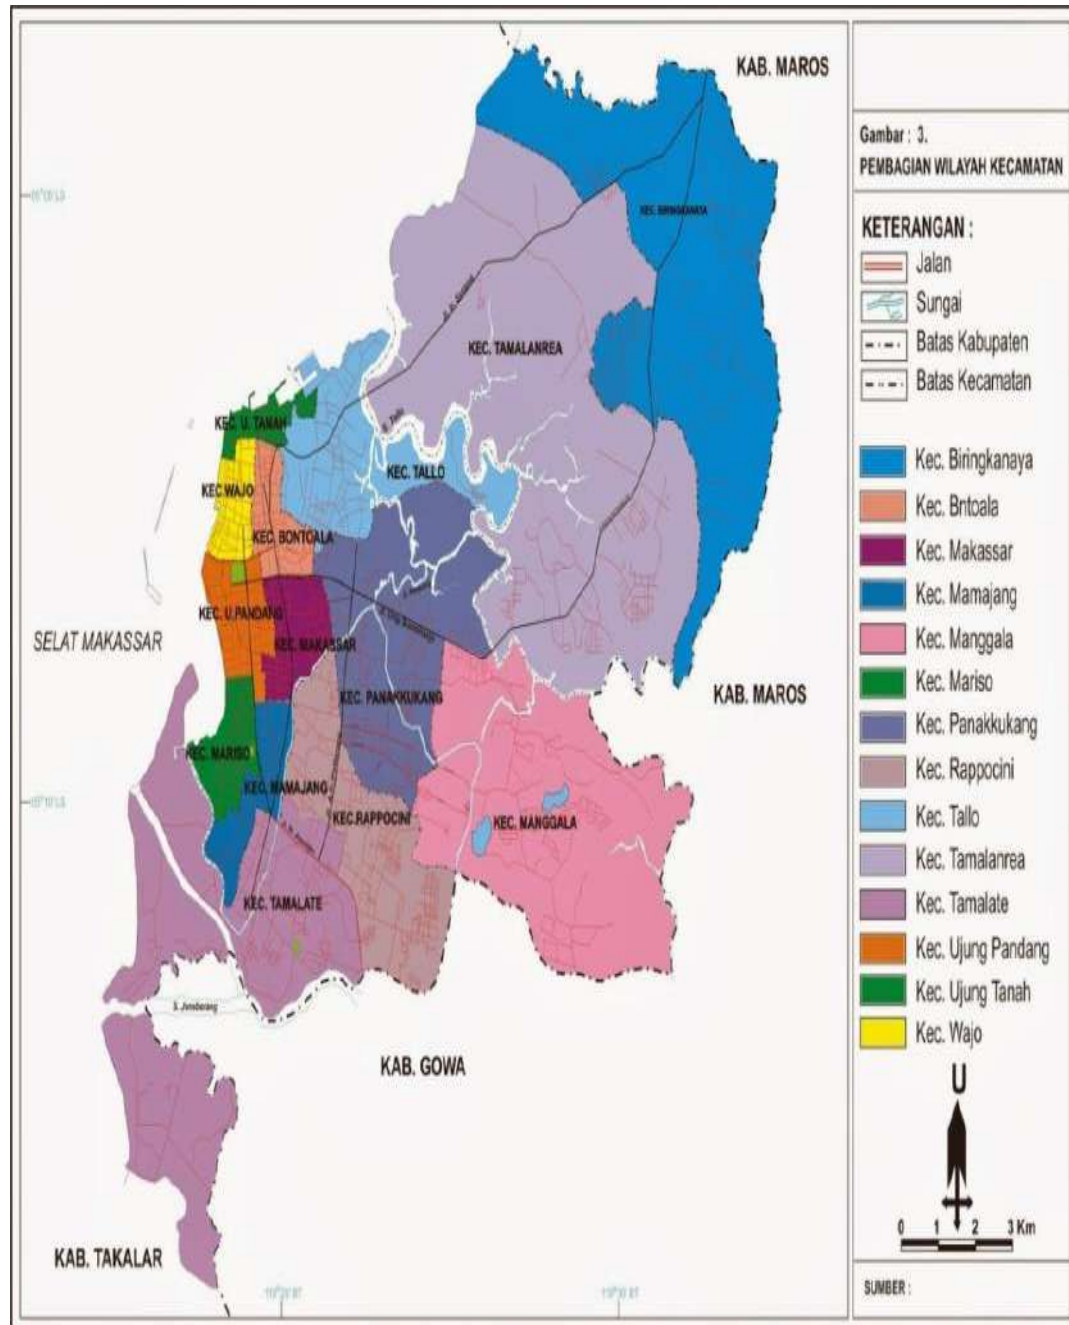 KAB. MAROS
KEC. BIRINGKANAYA
KEC. TAMALANREA
KEC. U. TANAH
S. Tallo
KEC. TALLO
KEC. WAJO
KEC. BONTOALA
KEC. U.PANDANG
KEC. MAKASSAR
SELAT MAKASSAR
KEC. PANAKKUKANG
KAB. MAROS
KEC. MARISO
KEC. MAMAJANG
KEC.RAPPOCINI
KEC. MANGGALA
KEC. TAMALATE
S. Jeneberang
KAB. GOWA
KAB. TAKALAR
Gambar : 3.
PEMBAGIAN WILAYAH KECAMATAN
KETERANGAN :
Jalan
Sungai
Batas Kabupaten
Batas Kecamatan
Kec. Biringkanaya
Kec. Bntoala
Kec. Makassar
Kec. Mamajang
Kec. Manggala
Kec. Mariso
Kec. Panakkukang
Kec. Rappocini
Kec. Tallo
Kec. Tamalanrea
Kec. Tamalate
Kec. Ujung Pandang
Kec. Ujung Tanah
Kec. Wajo
U
0 1 2 3 Km
SUMBER :